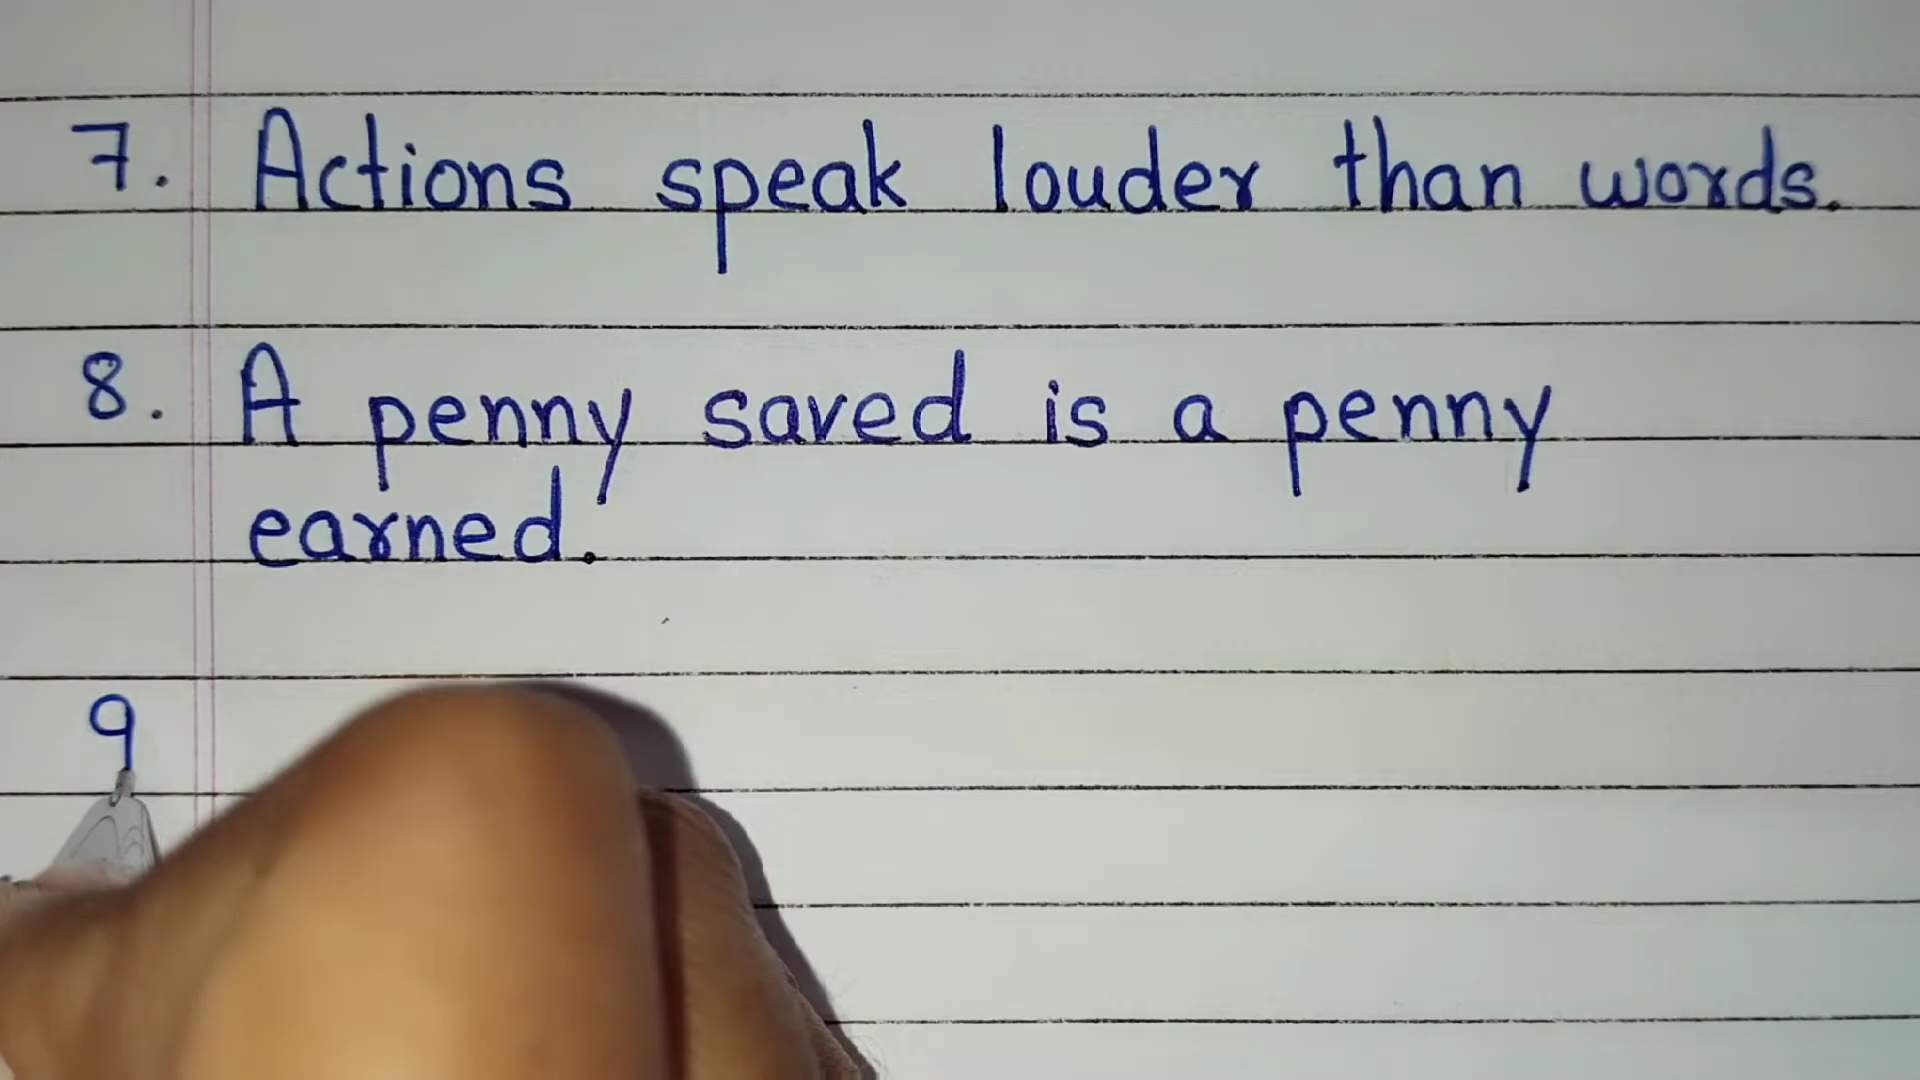 7. Actions speak louder than words.
8. A penny saved is a penny
earned.
9